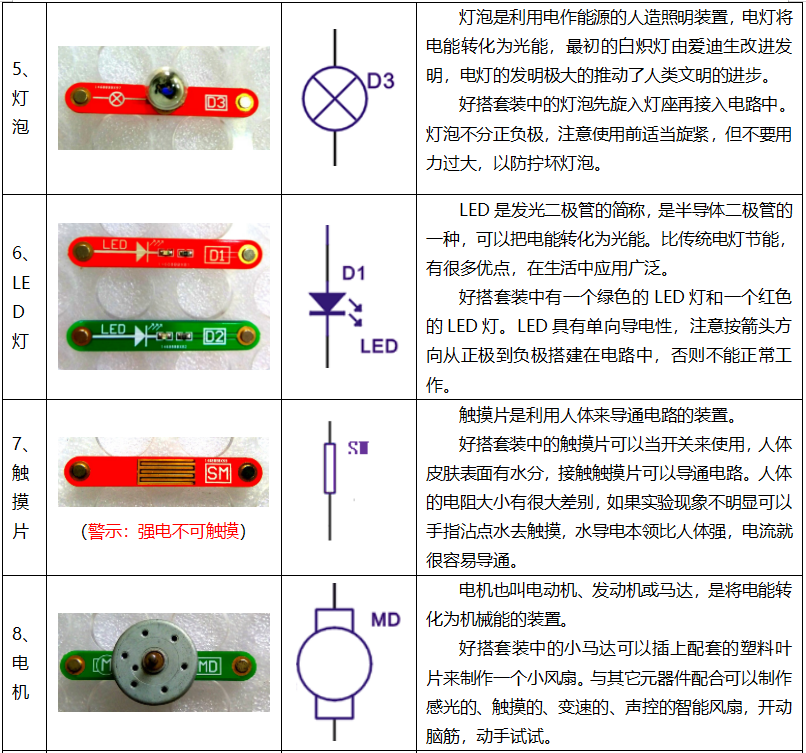 5、
灯
泡
D3
D3
灯泡是利用电作能源的人造照明装置，电灯将
电能转化为光能，最初的白炽灯由爱迪生改进发
明，电灯的发明极大的推动了人类文明的进步。
好搭套装中的灯泡先旋入灯座再接入电路中。
灯泡不分正负极，注意使用前适当旋紧，但不要用
力过大，以防拧坏灯泡。
6、
LE
D
灯
LED
D1
LED
D2
D1
LED
LED 是发光二极管的简称，是半导体二极管的
一种，可以把电能转化为光能。比传统电灯节能，
有很多优点，在生活中应用广泛。
好搭套装中有一个绿色的 LED 灯和一个红色
的 LED 灯。LED 具有单向导电性，注意按箭头方
向从正极到负极搭建在电路中，否则不能正常工
作。
7、
触
摸
片
SM
（警示：强电不可触摸）
SM
触摸片是利用人体来导通电路的装置。
好搭套装中的触摸片可以当开关来使用，人体
皮肤表面有水分，接触触摸片可以导通电路。人体
的电阻大小有很大差别，如果实验现象不明显可以
手指沾点水去触摸，水导电本领比人体强，电流就
很容易导通。
8、
电
机
M
MD
MD
电机也叫电动机、发动机或马达，是将电能转
化为机械能的装置。
好搭套装中的小马达可以插上配套的塑料叶
片来制作一个小风扇。与其它元器件配合可以制作
感光的、触摸的、变速的、声控的智能风扇，开动
脑筋，动手试试。